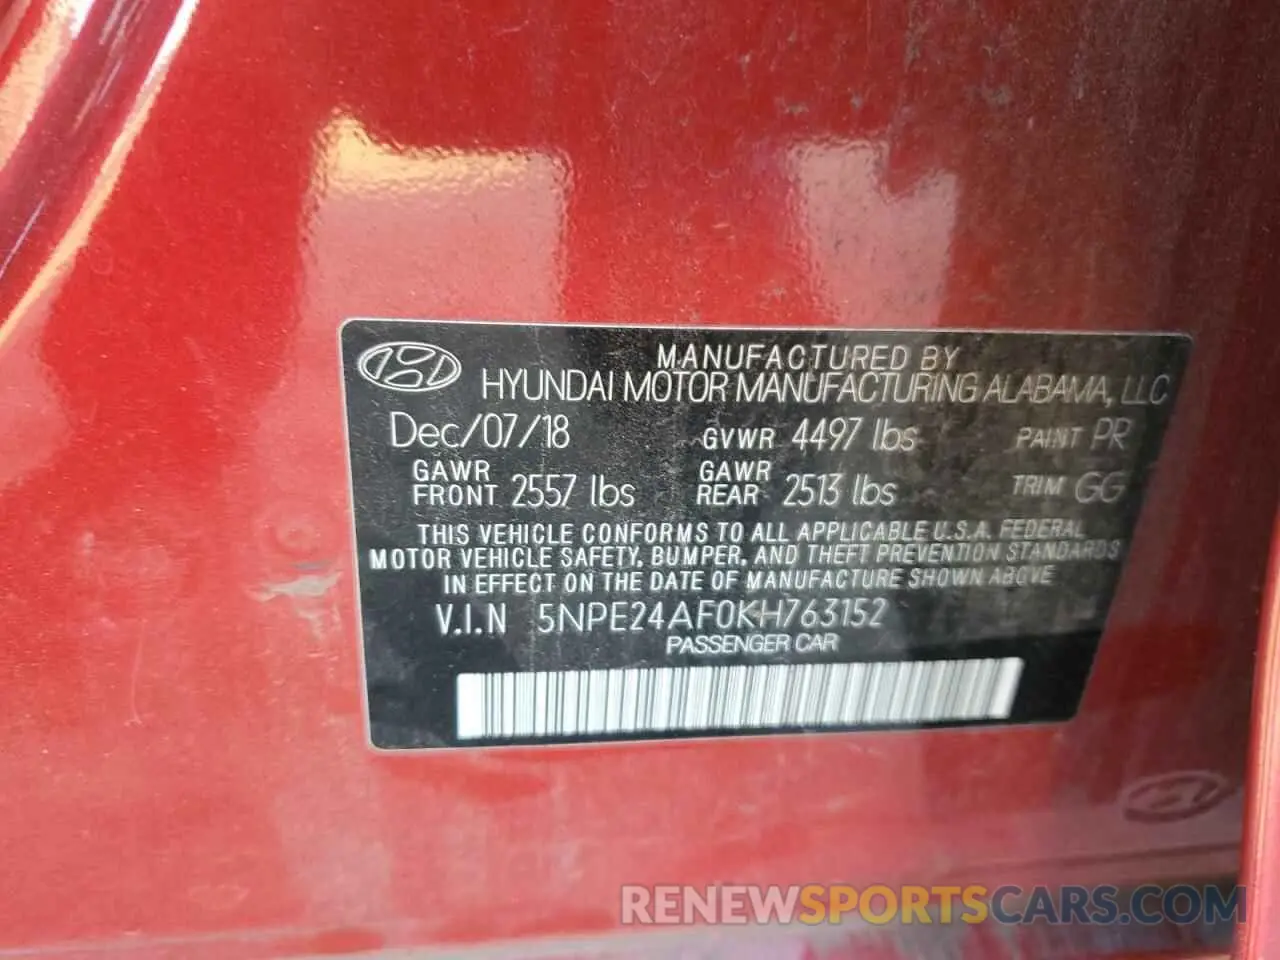 MANUFACTURED BY
HYUNDAI MOTOR MANUFACTURING ALABAMA, LLC
Dec/07/18 GVWR 4497 lbs PAINT PR
GAWR FRONT 2557 lbs GAWR REAR 2513 lbs TRIM GG
THIS VEHICLE CONFORMS TO ALL APPLICABLE U.S.A. FEDERAL
MOTOR VEHICLE SAFETY, BUMPER, AND THEFT PREVENTION STANDARDS
IN EFFECT ON THE DATE OF MANUFACTURE SHOWN ABOVE
V.I.N 5NPE24AF0KH763152
PASSENGER CAR
RENEWSPORTSCARS.COM